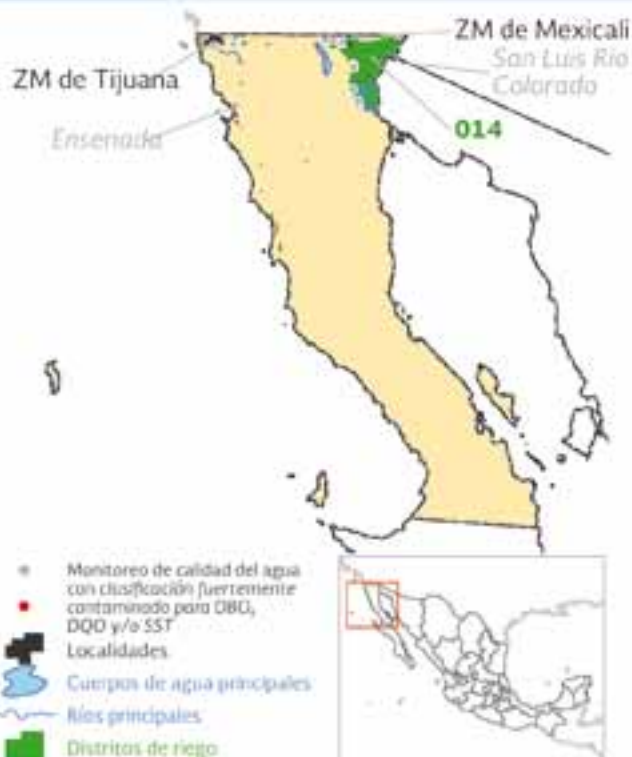 ZM de Mexicali
San Luis Río
Colorado
ZM de Tijuana
Ensenada
014
Monitoreo de calidad del agua
con clasificación fuertemente
contaminado para DBO₅
DQO y/o SST
Localidades
Cuerpos de agua principales
Ríos principales
Distritos de riego